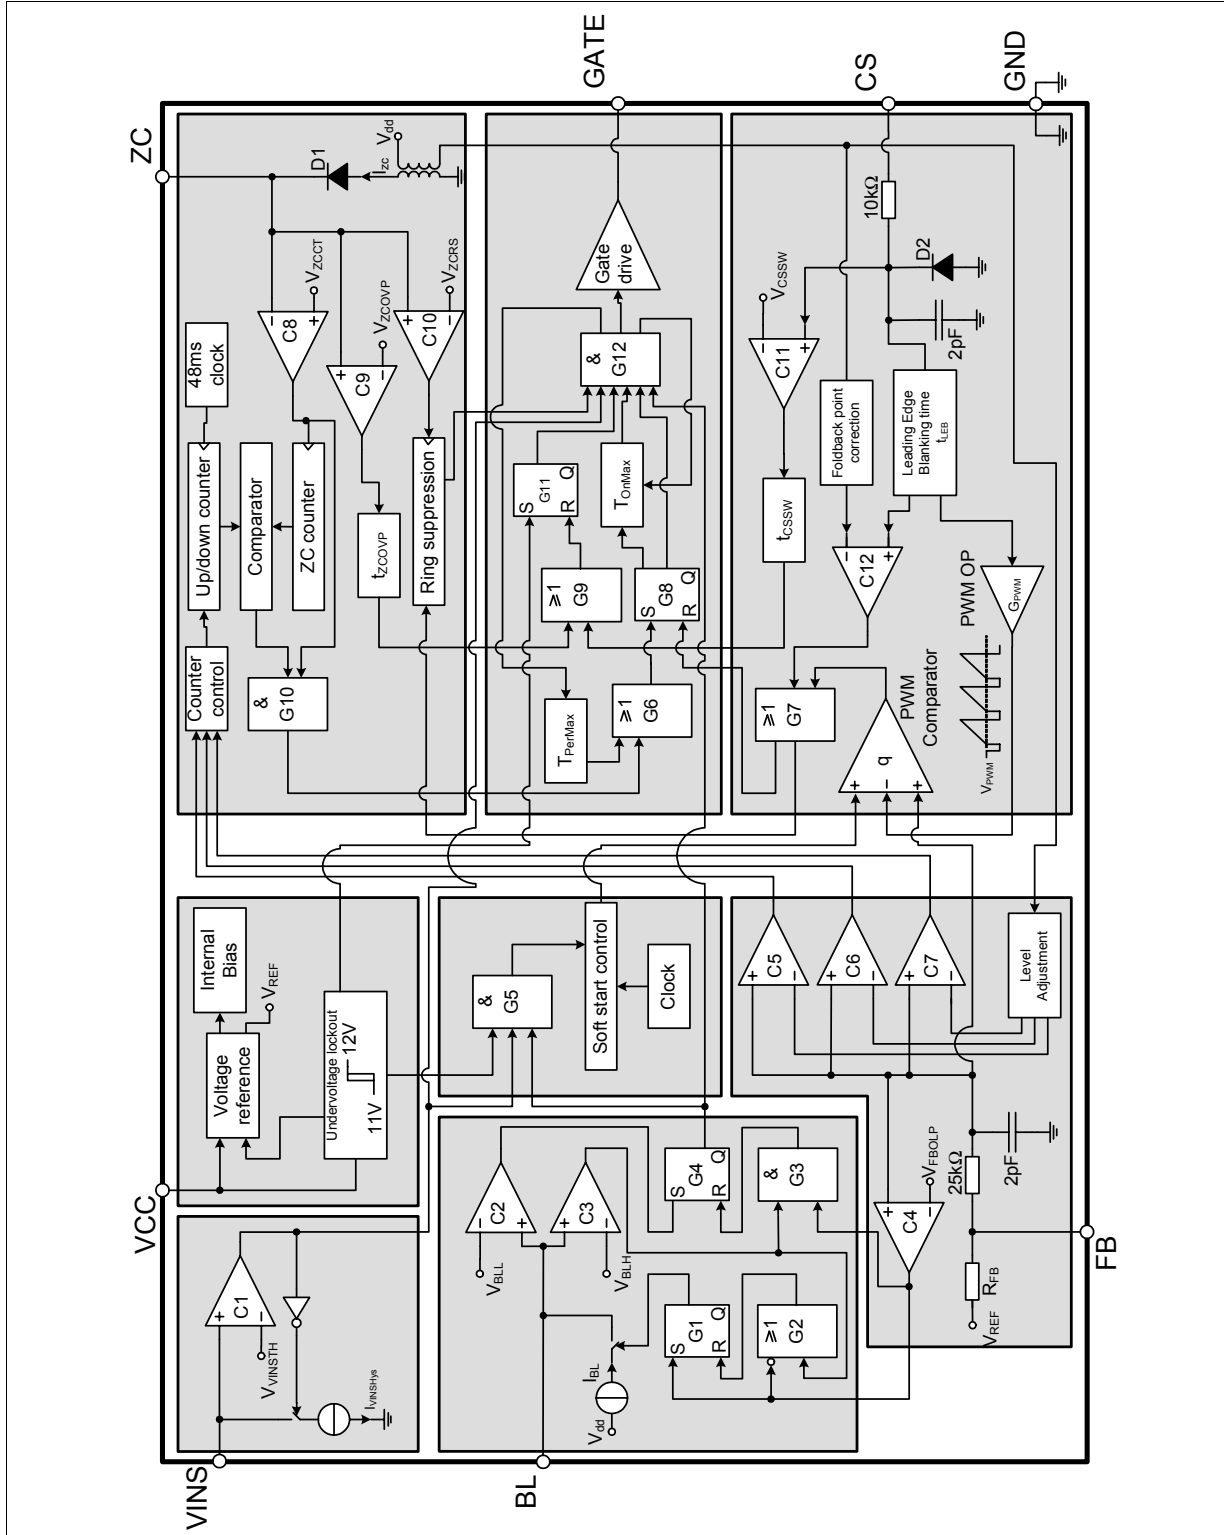 ZC
D1
Izc
Vdd
VZCCT
VZCOVP
VZCRS
48ms
clock
C8
C9
C10
Up/down counter
Comparator
ZC counter
tZCOVP
Ring suppression
Counter
control
&
G10
GATE
Gate
drive
&
G12
S
R
Q
G11
TOnMax
≥1
G9
S
R
Q
G8
TPerMax
≥1
G6
CS
GND
10kΩ
D2
2pF
VCSSW
C11
Foldback point
correction
Leading Edge
Blanking time
tLEB
tCSSW
C12
PWM OP
GPWM
≥1
G7
PWM
Comparator
q
VPWM
VCC
Internal
Bias
VREF
Voltage
reference
Undervoltage lockout
12V
11V
&
G5
Soft start control
Clock
C5
C6
C7
Level
Adjustment
VINS
C1
VVINSTH
IVINSHys
BL
C2
C3
VBLL
VBLH
S
R
Q
G4
&
G3
IBL
Vdd
S
R
Q
G1
≥1
G2
C4
VFBOLP
25kΩ
2pF
RFB
VREF
FB
+
−